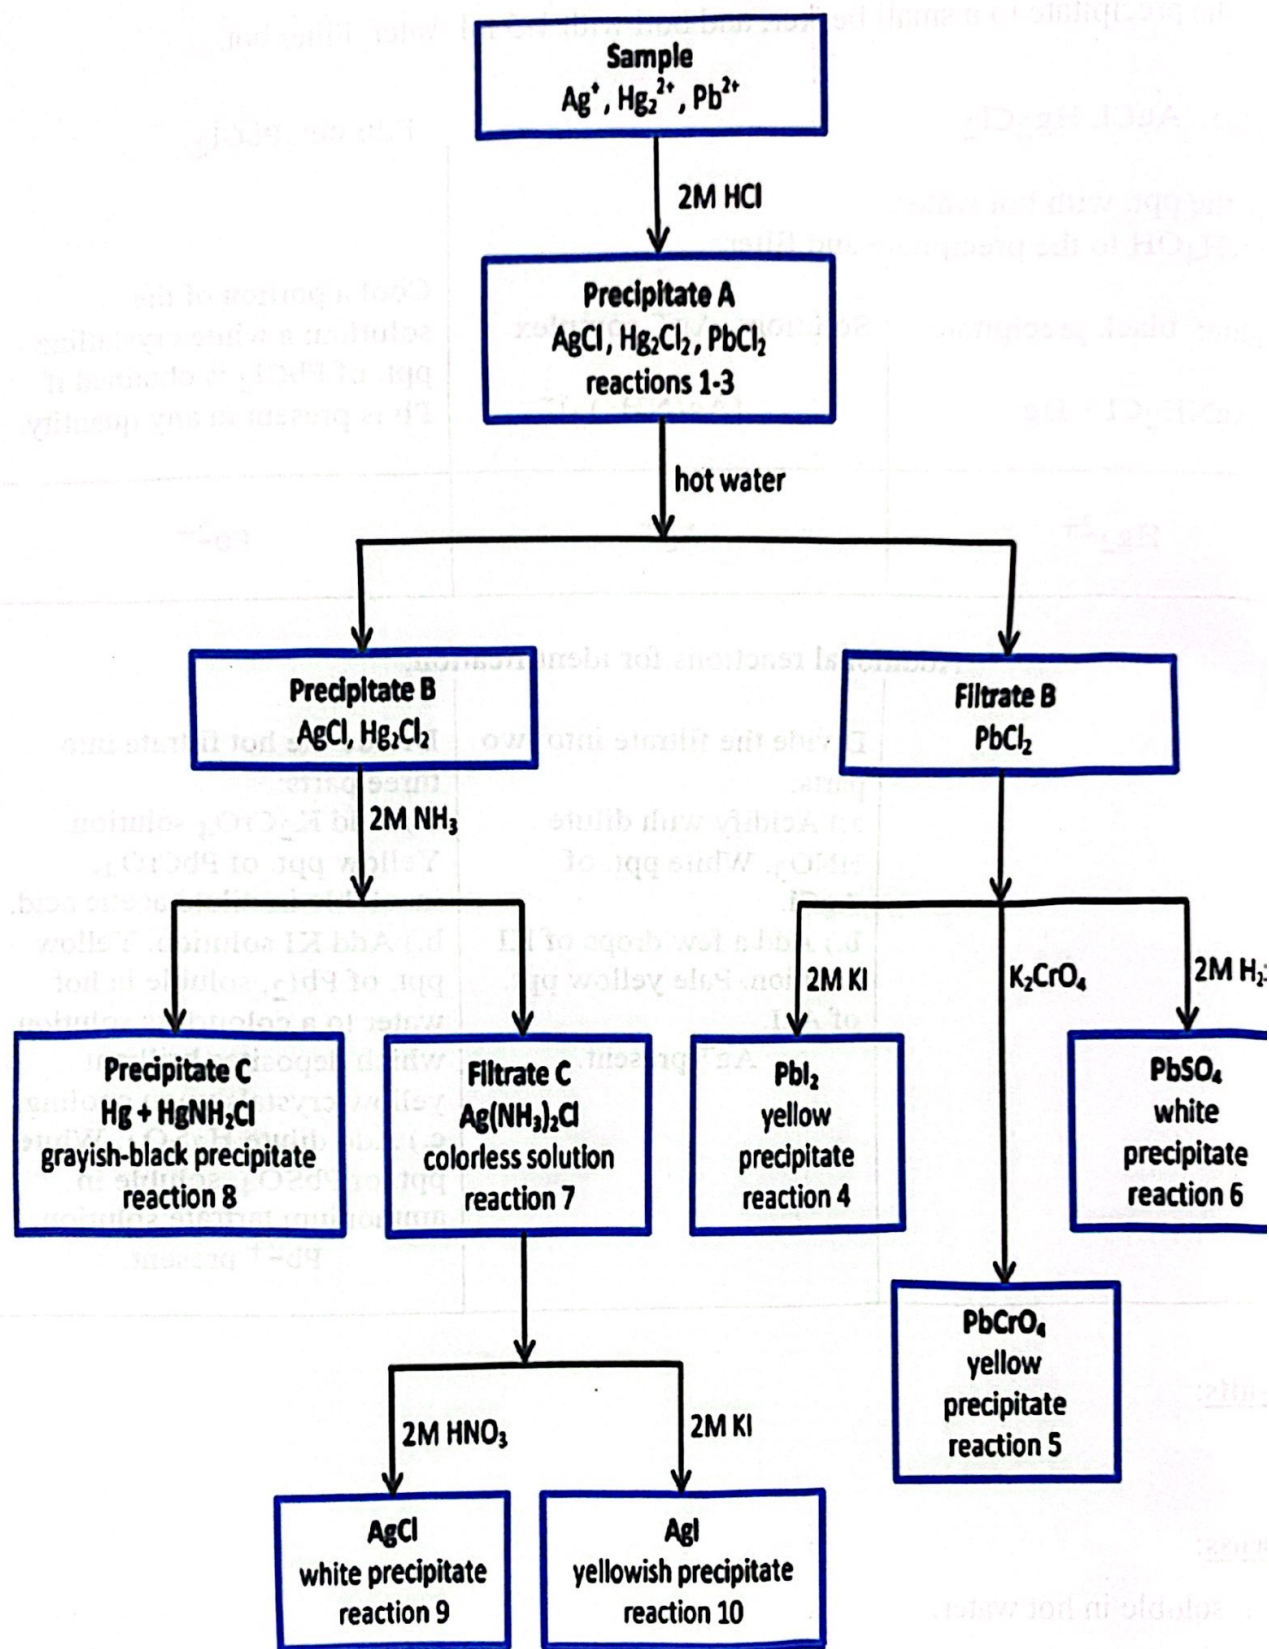 Sample
Ag⁺, Hg₂²⁺, Pb²⁺
2M HCl
Precipitate A
AgCl, Hg₂Cl₂, PbCl₂
reactions 1-3
hot water
Precipitate B
AgCl, Hg₂Cl₂
Filtrate B
PbCl₂
2M NH₃
2M KI
K₂CrO₄
2M H₂
Precipitate C
Hg + HgNH₂Cl
grayish-black precipitate
reaction 8
Filtrate C
Ag(NH₃)₂Cl
colorless solution
reaction 7
PbI₂
yellow
precipitate
reaction 4
PbSO₄
white
precipitate
reaction 6
PbCrO₄
yellow
precipitate
reaction 5
2M HNO₃
2M KI
AgCl
white precipitate
reaction 9
AgI
yellowish precipitate
reaction 10